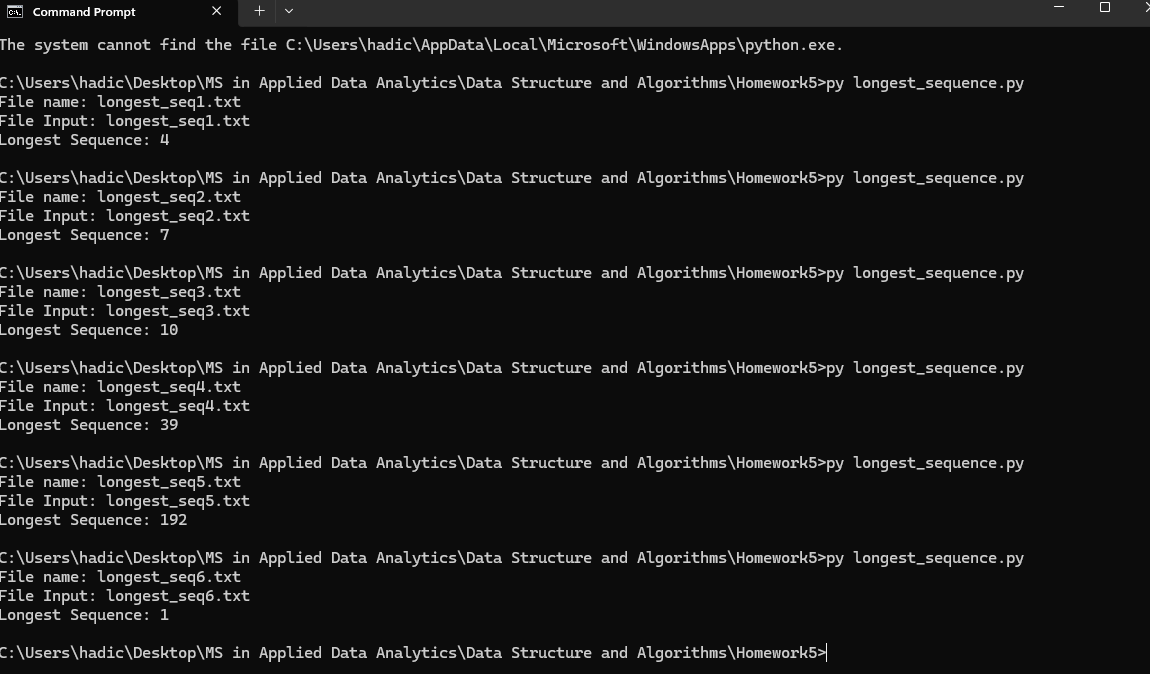 Command Prompt
The system cannot find the file C:\Users\hadic\AppData\Local\Microsoft\WindowsApps\python.exe.
C:\Users\hadic\Desktop\MS in Applied Data Analytics\Data Structure and Algorithms\Homework5>py longest_sequence.py
File name: longest_seq1.txt
File Input: longest_seq1.txt
Longest Sequence: 4
C:\Users\hadic\Desktop\MS in Applied Data Analytics\Data Structure and Algorithms\Homework5>py longest_sequence.py
File name: longest_seq2.txt
File Input: longest_seq2.txt
Longest Sequence: 7
C:\Users\hadic\Desktop\MS in Applied Data Analytics\Data Structure and Algorithms\Homework5>py longest_sequence.py
File name: longest_seq3.txt
File Input: longest_seq3.txt
Longest Sequence: 10
C:\Users\hadic\Desktop\MS in Applied Data Analytics\Data Structure and Algorithms\Homework5>py longest_sequence.py
File name: longest_seq4.txt
File Input: longest_seq4.txt
Longest Sequence: 39
C:\Users\hadic\Desktop\MS in Applied Data Analytics\Data Structure and Algorithms\Homework5>py longest_sequence.py
File name: longest_seq5.txt
File Input: longest_seq5.txt
Longest Sequence: 192
C:\Users\hadic\Desktop\MS in Applied Data Analytics\Data Structure and Algorithms\Homework5>py longest_sequence.py
File name: longest_seq6.txt
File Input: longest_seq6.txt
Longest Sequence: 1
C:\Users\hadic\Desktop\MS in Applied Data Analytics\Data Structure and Algorithms\Homework5>